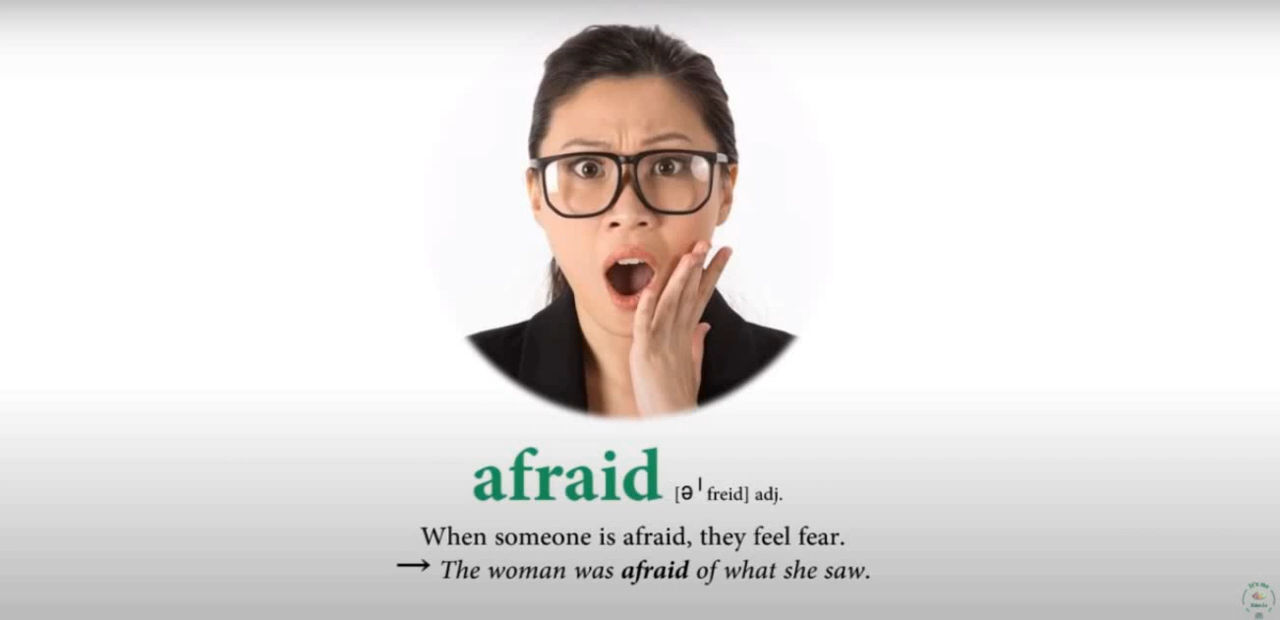 afraid [əˈfreid] adj.
When someone is afraid, they feel fear.
→ The woman was afraid of what she saw.